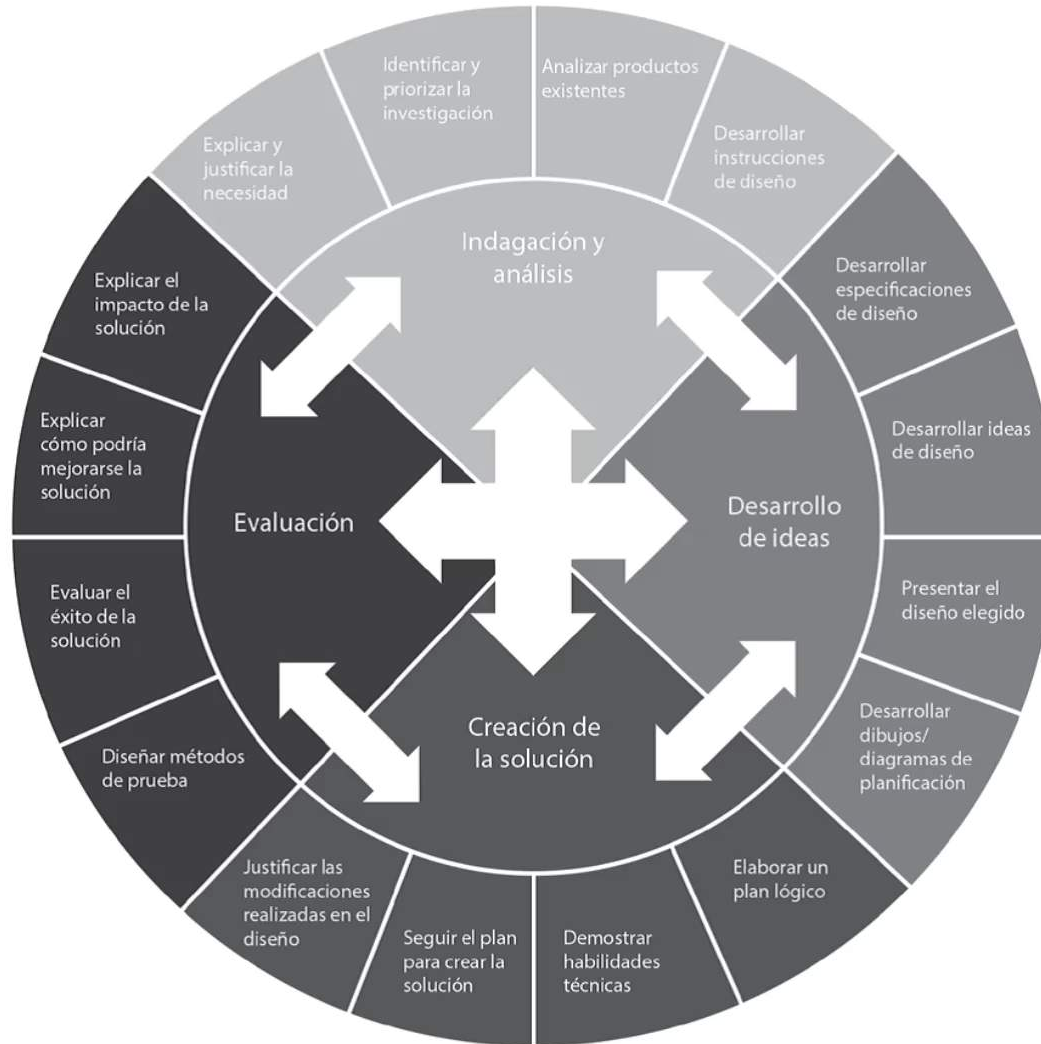 Identificar y
priorizar la
investigación
Analizar productos
existentes
Explicar y
justificar la
necesidad
Desarrollar
instrucciones
de diseño
Indagación y
análisis
Desarrollar
especificaciones
de diseño
Desarrollar ideas
de diseño
Presentar el
diseño elegido
Desarrollar
dibujos/
diagramas de
planificación
Desarrollo
de ideas
Elaborar un
plan lógico
Demostrar
habilidades
técnicas
Seguir el plan
para crear la
solución
Justificar las
modificaciones
realizadas en el
diseño
Creación de
la solución
Diseñar métodos
de prueba
Evaluar el
éxito de la
solución
Explicar
cómo podría
mejorarse la
solución
Explicar el
impacto de la
solución
Evaluación